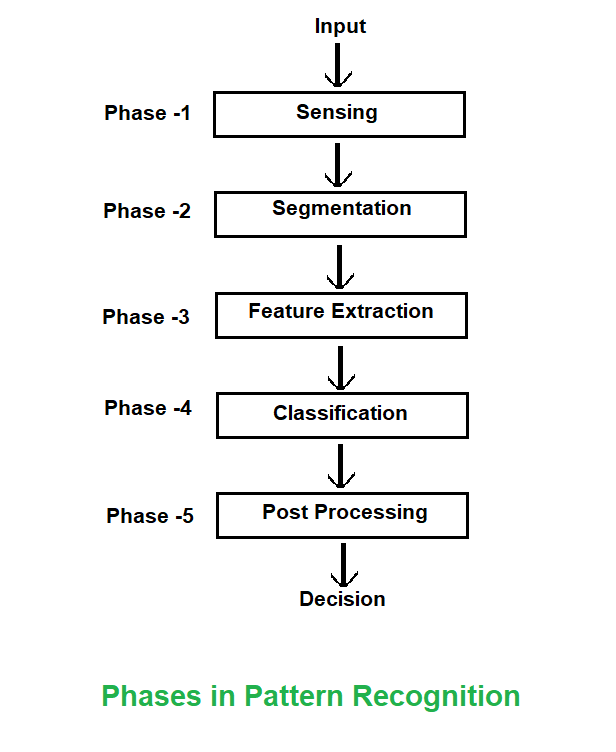 Input
Phase -1
Sensing
Phase -2
Segmentation
Phase -3
Feature Extraction
Phase -4
Classification
Phase -5
Post Processing
Decision
Phases in Pattern Recognition